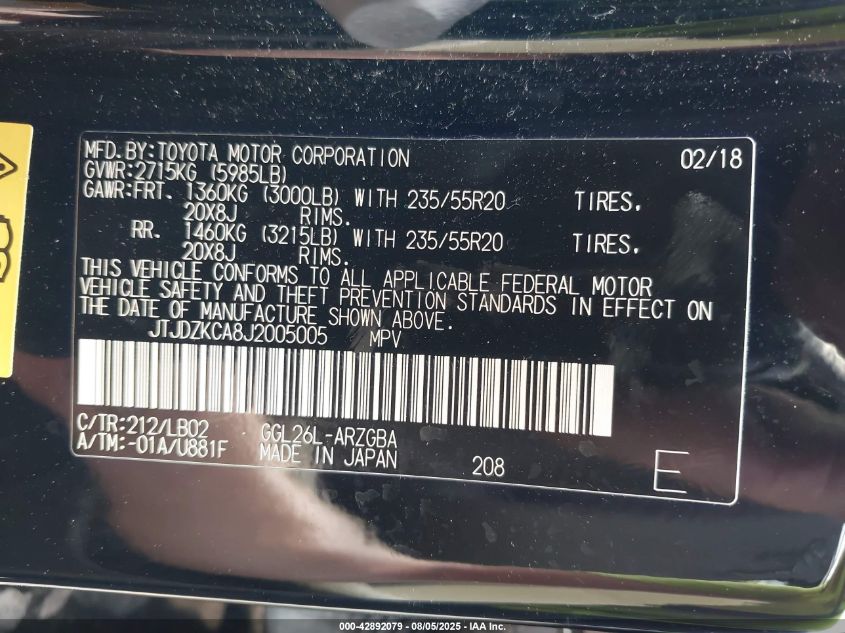 MFD.BY:TOYOTA MOTOR CORPORATION 02/18
GVWR:2715KG (5985LB)
GAWR:FRT. 1360KG (3000LB) WITH 235/55R20 TIRES.
20X8J RIMS.
RR. 1460KG (3215LB) WITH 235/55R20 TIRES.
20X8J RIMS.
THIS VEHICLE CONFORMS TO ALL APPLICABLE FEDERAL MOTOR
VEHICLE SAFETY AND THEFT PREVENTION STANDARDS IN EFFECT ON
THE DATE OF MANUFACTURE SHOWN ABOVE.
JTJDZKCA8J2005005 MPV
C/TR:212/LB02 GGL26L-ARZGBA
A/TM:-01A/U881F MADE IN JAPAN 208 E
000-42892079 - 08/05/2025 - IAA Inc.